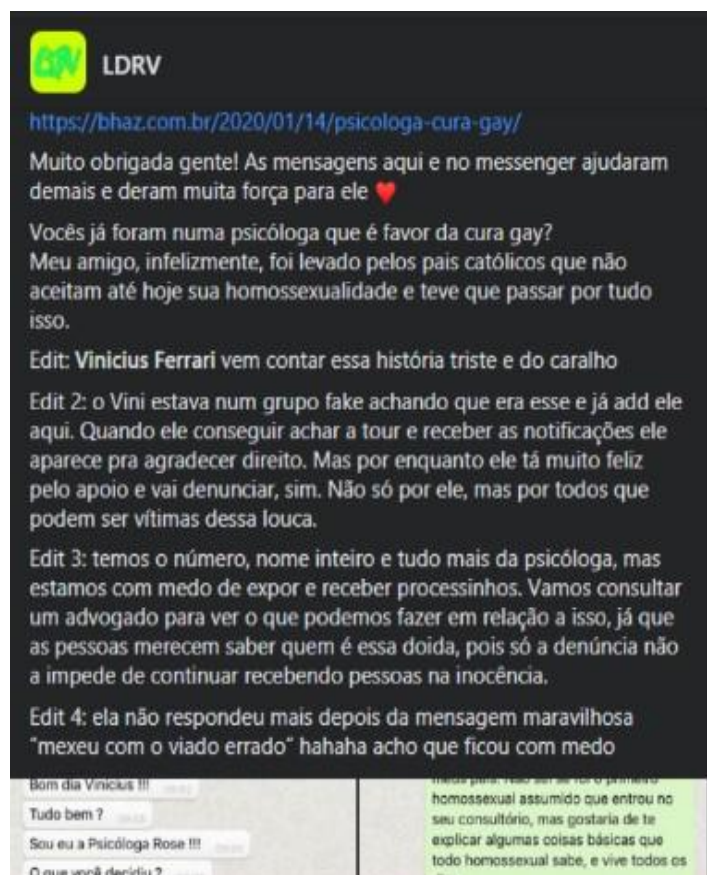 LDRV
https://bhaz.com.br/2020/01/14/psicologa-cura-gay/
Muito obrigada gente! As mensagens aqui e no messenger ajudaram
demais e deram muita força para ele ❤️
Vocês já foram numa psicóloga que é favor da cura gay?
Meu amigo, infelizmente, foi levado pelos pais católicos que não
aceitam até hoje sua homossexualidade e teve que passar por tudo
isso.
Edit: Vinicius Ferrari vem contar essa história triste e do caralho
Edit 2: o Vini estava num grupo fake achando que era esse e já add ele
aqui. Quando ele conseguir achar a tour e receber as notificações ele
aparece pra agradecer direito. Mas por enquanto ele tá muito feliz
pelo apoio e vai denunciar, sim. Não só por ele, mas por todos que
podem ser vítimas dessa louca.
Edit 3: temos o número, nome inteiro e tudo mais da psicóloga, mas
estamos com medo de expor e receber processinhos. Vamos consultar
um advogado para ver o que podemos fazer em relação a isso, já que
as pessoas merecem saber quem é essa doida, pois só a denúncia não
a impede de continuar recebendo pessoas na inocência.
Edit 4: ela não respondeu mais depois da mensagem maravilhosa
"mexeu com o viado errado" hahaha acho que ficou com medo
Bom dia Vinicius !!!
Tudo bem ?
Sou eu a Psicóloga Rose !!!
O que você decidiu ?
meus pais. Não sei se foi o primeiro
homossexual assumido que entrou no
seu consultório, mas gostaria de te
explicar algumas coisas básicas que
todo homossexual sabe, e vive todos os